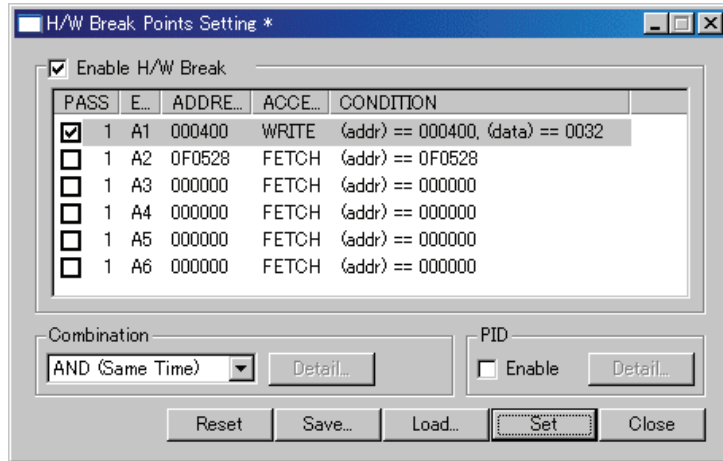 H/W Break Points Setting *
Enable H/W Break
PASS E... ADDRE... ACCE... CONDITION
1 A1 000400 WRITE (addr) == 000400, (data) == 0032
1 A2 0F0528 FETCH (addr) == 0F0528
1 A3 000000 FETCH (addr) == 000000
1 A4 000000 FETCH (addr) == 000000
1 A5 000000 FETCH (addr) == 000000
1 A6 000000 FETCH (addr) == 000000
Combination PID
AND (Same Time) Detail... Enable Detail...
Reset Save... Load... Set Close